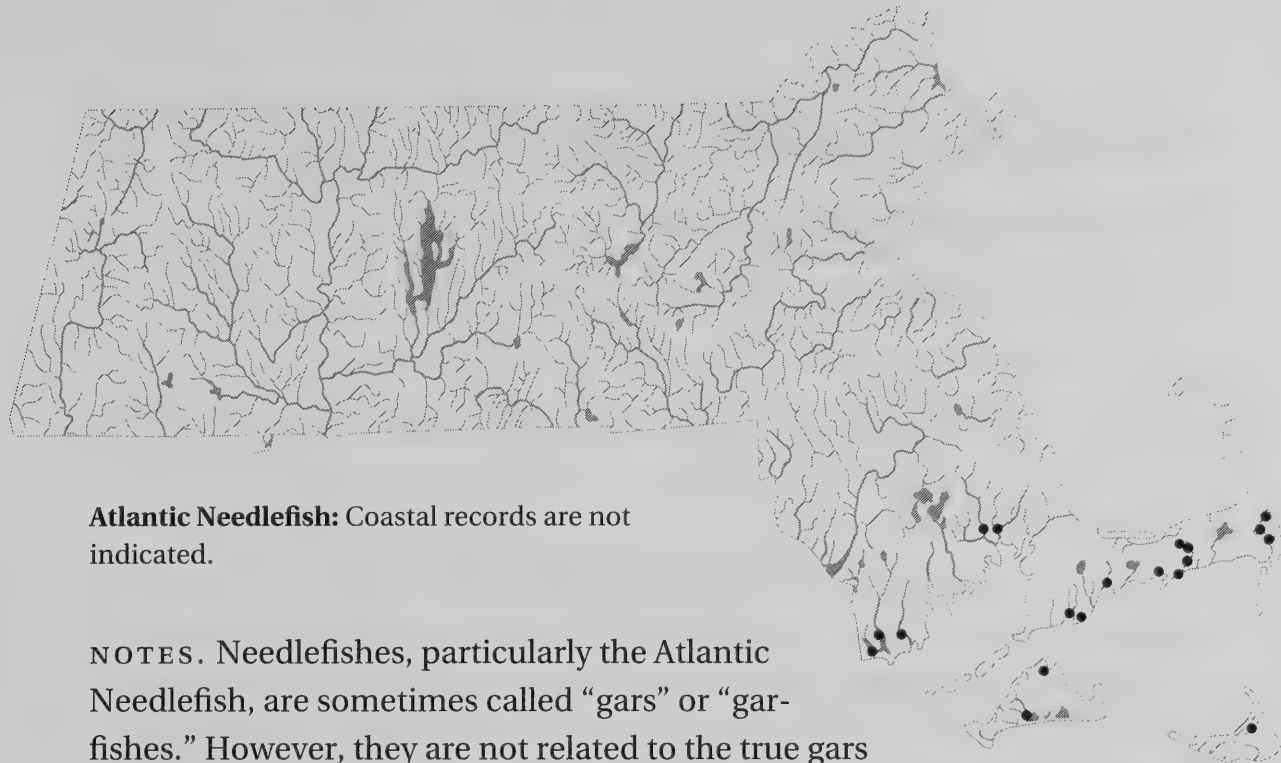 Atlantic Needlefish: Coastal records are not
indicated.
NOTES. Needlefishes, particularly the Atlantic
Needlefish, are sometimes called “gars” or “gar-
fishes.” However, they are not related to the true gars